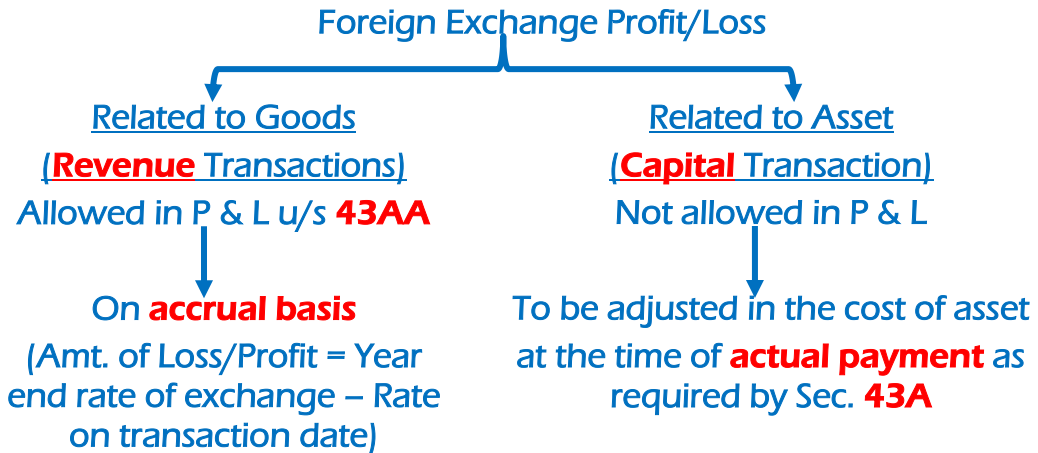 Foreign Exchange Profit/Loss
Related to Goods
(Revenue Transactions)
Allowed in P & L u/s 43AA
On accrual basis
(Amt. of Loss/Profit = Year
end rate of exchange – Rate
on transaction date)
Related to Asset
(Capital Transaction)
Not allowed in P & L
To be adjusted in the cost of asset
at the time of actual payment as
required by Sec. 43A